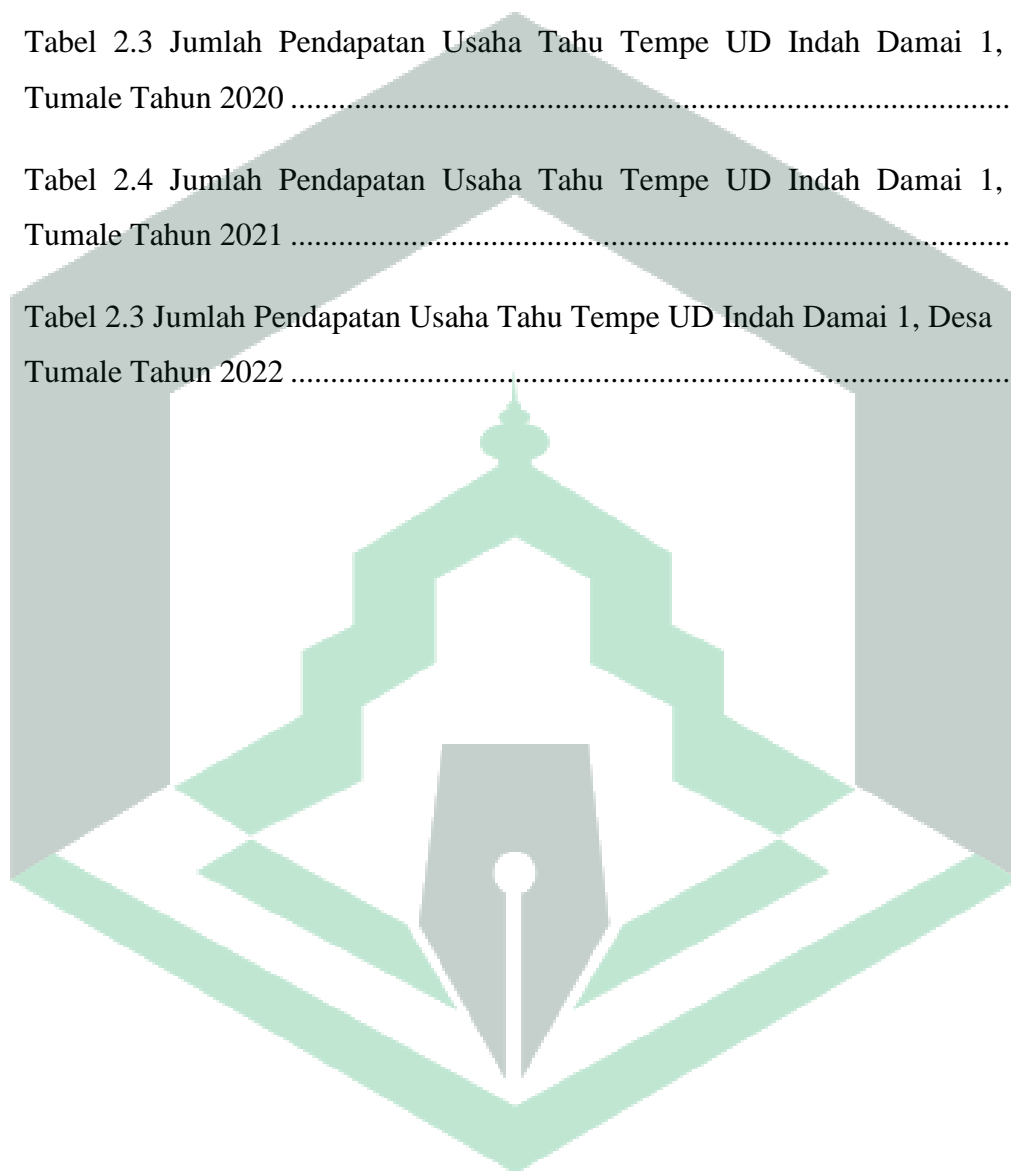 Tabel 2.3 Jumlah Pendapatan Usaha Tahu Tempe UD Indah Damai 1,
Tumale Tahun 2020 ........................................................................................
Tabel 2.4 Jumlah Pendapatan Usaha Tahu Tempe UD Indah Damai 1,
Tumale Tahun 2021 ........................................................................................
Tabel 2.3 Jumlah Pendapatan Usaha Tahu Tempe UD Indah Damai 1, Desa
Tumale Tahun 2022 ........................................................................................